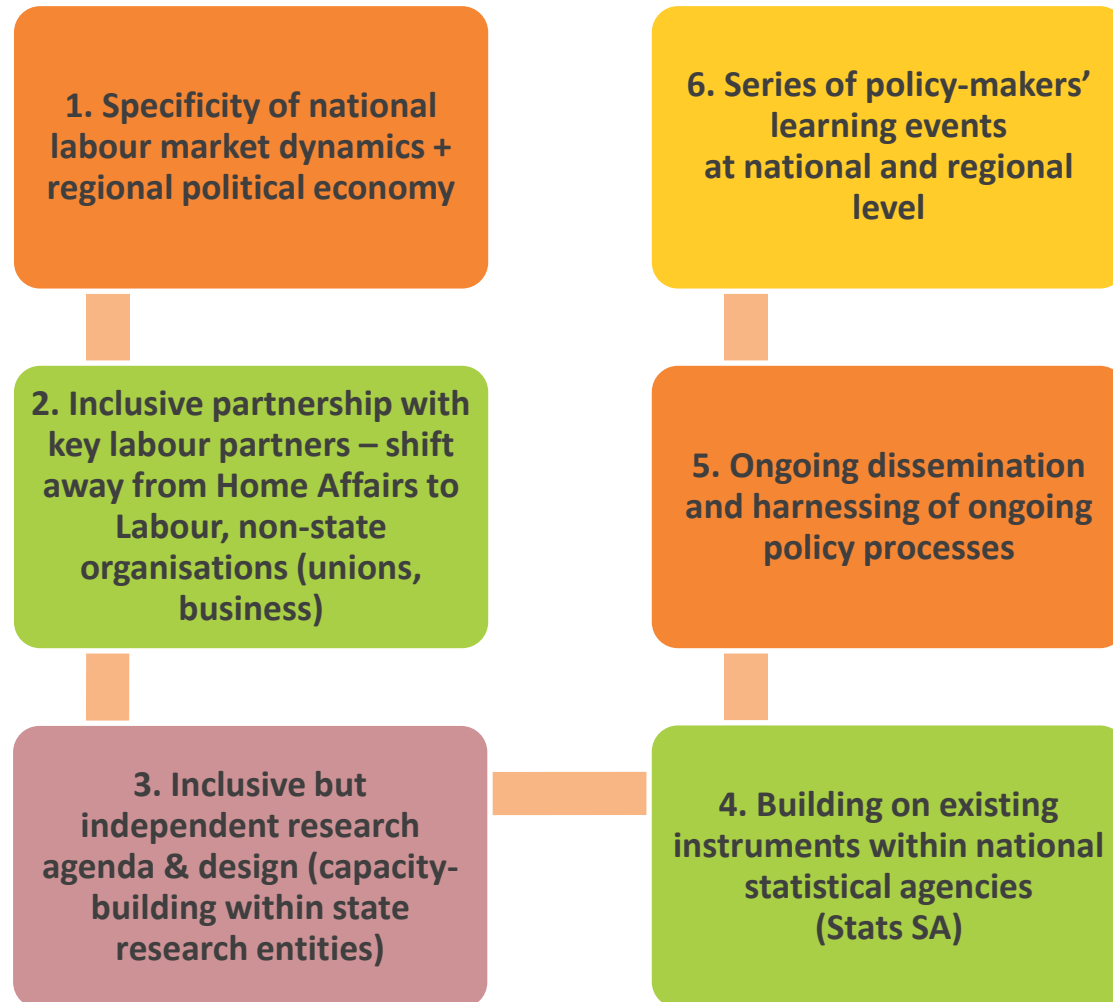 1. Specificity of national
labour market dynamics +
regional political economy
2. Inclusive partnership with
key labour partners – shift
away from Home Affairs to
Labour, non-state
organisations (unions,
business)
3. Inclusive but
independent research
agenda & design (capacity-
building within state
research entities)
4. Building on existing
instruments within national
statistical agencies
(Stats SA)
5. Ongoing dissemination
and harnessing of ongoing
policy processes
6. Series of policy-makers’
learning events
at national and regional
level